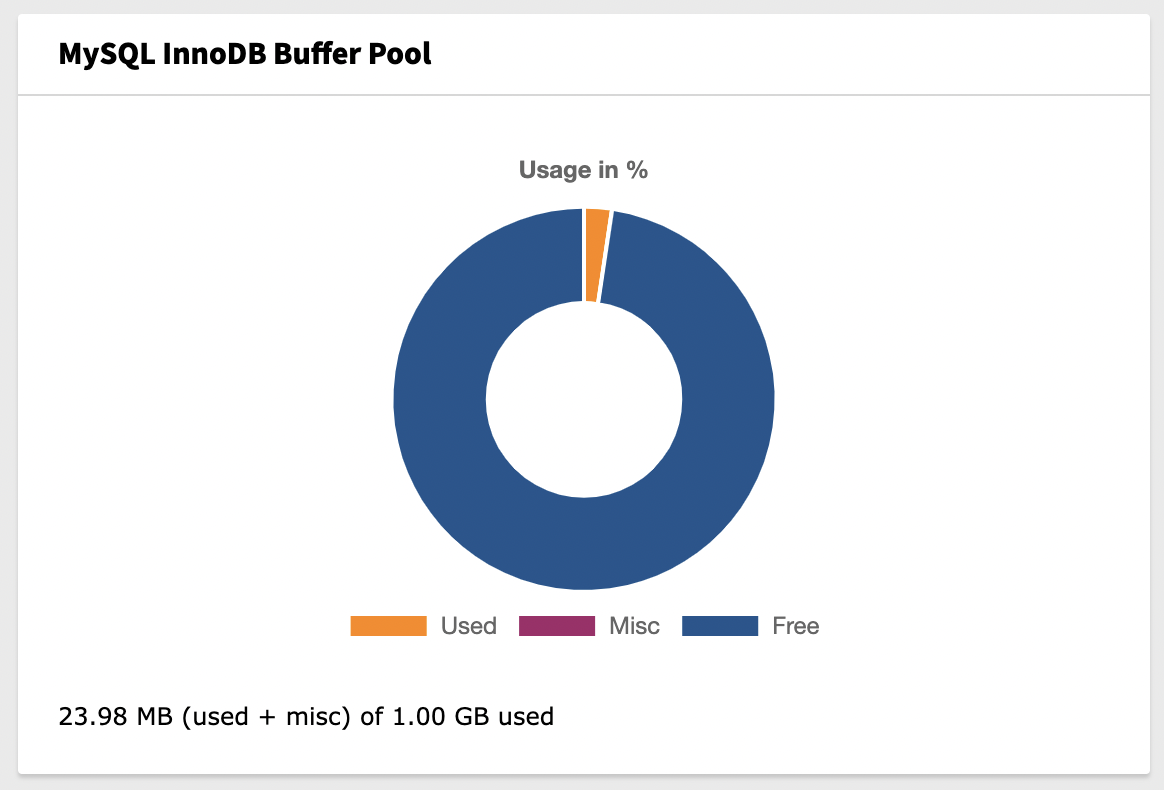 MySQL InnoDB Buffer Pool
Usage in %
Used Misc Free
23.98 MB (used + misc) of 1.00 GB used